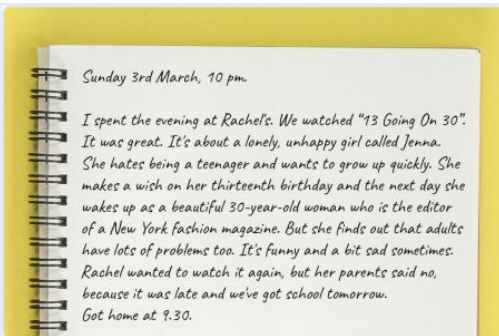 Sunday 3rd March, 10 pm.
I spent the evening at Rachel's. We watched "13 Going On 30".
It was great. It's about a lonely, unhappy girl called Jenna.
She hates being a teenager and wants to grow up quickly. She
makes a wish on her thirteenth birthday and the next day she
wakes up as a beautiful 30-year-old woman who is the editor
of a New York fashion magazine. But she finds out that adults
have lots of problems too. It's funny and a bit sad sometimes.
Rachel wanted to watch it again, but her parents said no,
because it was late and we've got school tomorrow.
Got home at 9.30.